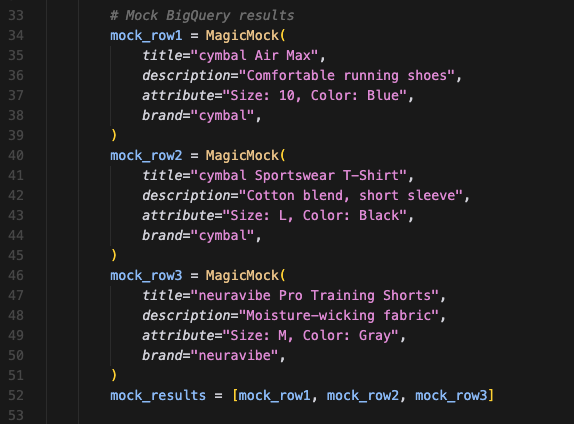 33 # Mock BigQuery results
34 mock_row1 = MagicMock(
35 title="cymbal Air Max",
36 description="Comfortable running shoes",
37 attribute="Size: 10, Color: Blue",
38 brand="cymbal",
39 )
40 mock_row2 = MagicMock(
41 title="cymbal Sportswear T-Shirt",
42 description="Cotton blend, short sleeve",
43 attribute="Size: L, Color: Black",
44 brand="cymbal",
45 )
46 mock_row3 = MagicMock(
47 title="neuravibe Pro Training Shorts",
48 description="Moisture-wicking fabric",
49 attribute="Size: M, Color: Gray",
50 brand="neuravibe",
51 )
52 mock_results = [mock_row1, mock_row2, mock_row3]
53